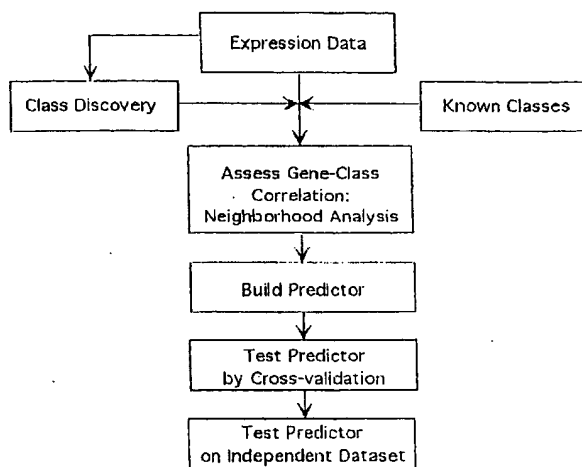 Expression Data
Class Discovery
Known Classes
Assess Gene-Class
Correlation:
Neighborhood Analysis
Build Predictor
Test Predictor
by Cross-validation
Test Predictor
on Independent Dataset